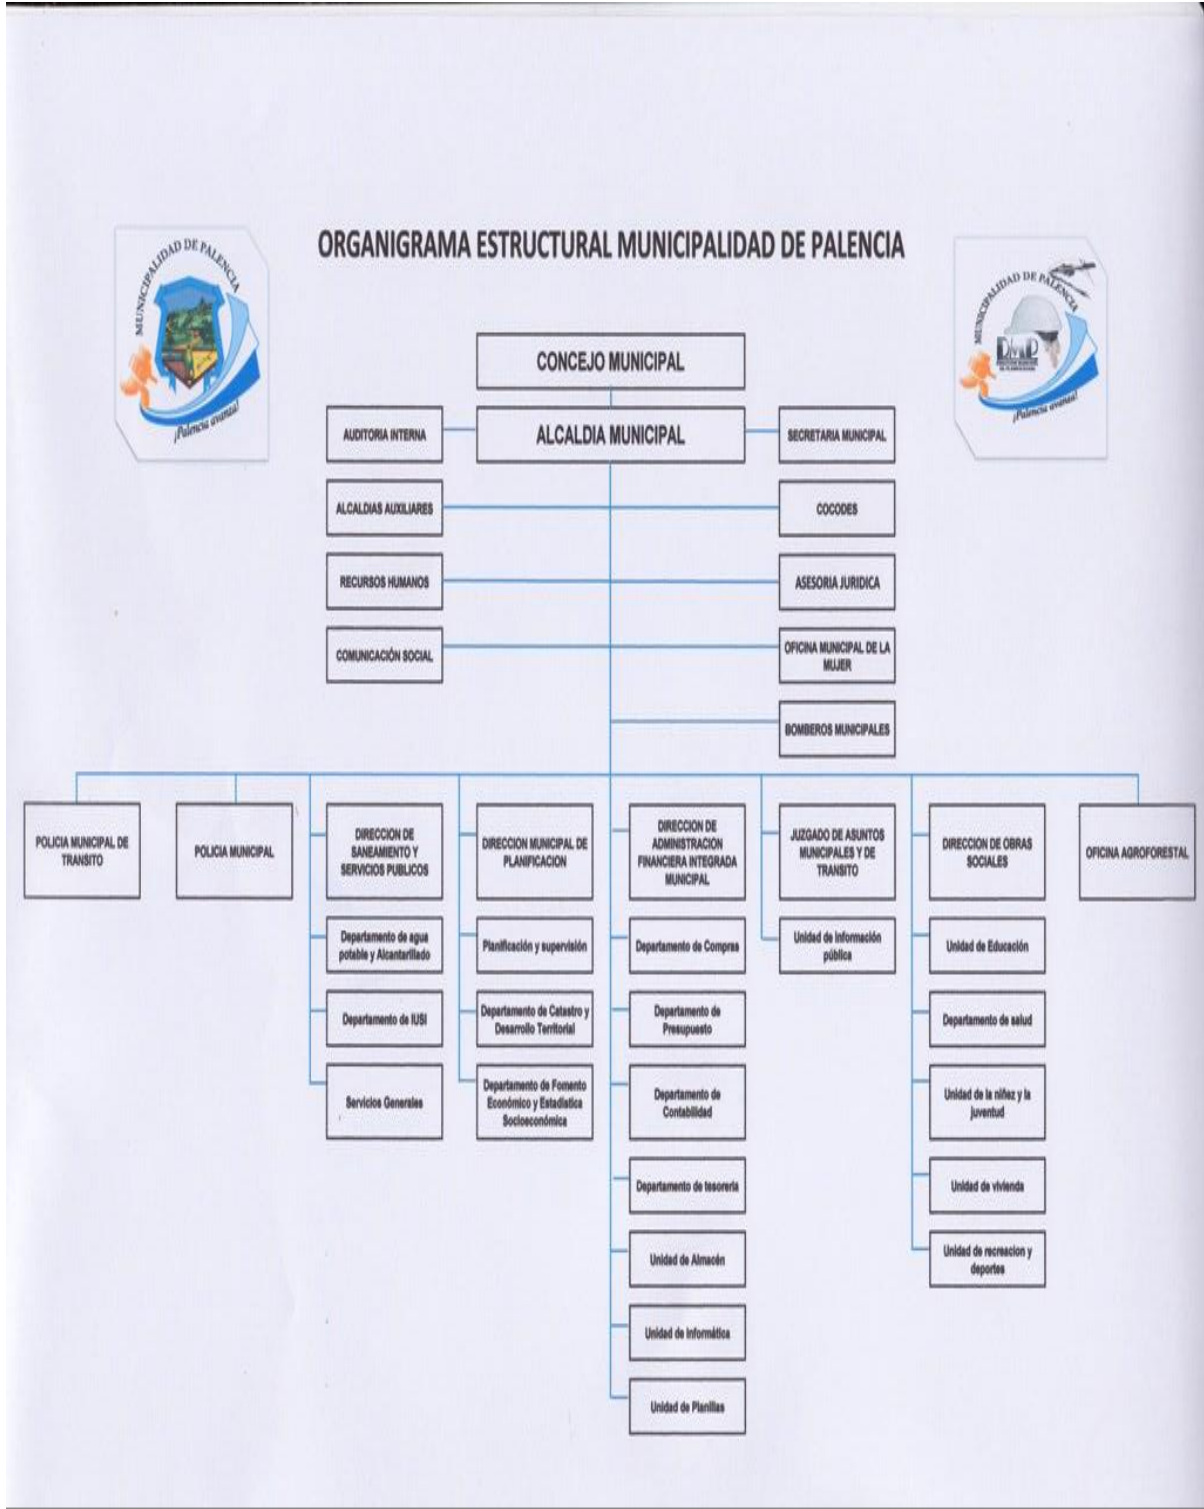 ORGANIGRAMA ESTRUCTURAL MUNICIPALIDAD DE PALENCIA
MUNICIPALIDAD DE PALENCIA
¡Palencia avanza!
MUNICIPALIDAD DE PALENCIA
DMP
¡Palencia avanza!
CONCEJO MUNICIPAL
AUDITORIA INTERNA
ALCALDIA MUNICIPAL
SECRETARIA MUNICIPAL
ALCALDIAS AUXILIARES
COCODES
RECURSOS HUMANOS
ASESORIA JURIDICA
COMUNICACIÓN SOCIAL
OFICINA MUNICIPAL DE LA
MUJER
BOMBEROS MUNICIPALES
POLICIA MUNICIPAL DE
TRANSITO
POLICIA MUNICIPAL
DIRECCION DE
SANEAMIENTO Y
SERVICIOS PUBLICOS
DIRECCION MUNICIPAL DE
PLANIFICACION
DIRECCION DE
ADMINISTRACION
FINANCIERA INTEGRADA
MUNICIPAL
JUZGADO DE ASUNTOS
MUNICIPALES Y DE
TRANSITO
DIRECCION DE OBRAS
SOCIALES
OFICINA AGROFORESTAL
Departamento de agua
potable y Alcantarillado
Planificación y supervisión
Departamento de Compras
Unidad de información
pública
Unidad de Educación
Departamento de IUSI
Departamento de Catastro y
Desarrollo Territorial
Departamento de
Presupuesto
Departamento de salud
Servicios Generales
Departamento de Fomento
Económico y Estadistica
Socioeconómica
Departamento de
Contabilidad
Unidad de la niñez y la
juventud
Departamento de tesoreria
Unidad de vivienda
Unidad de Almacén
Unidad de recreacion y
deportes
Unidad de Informática
Unidad de Planillas